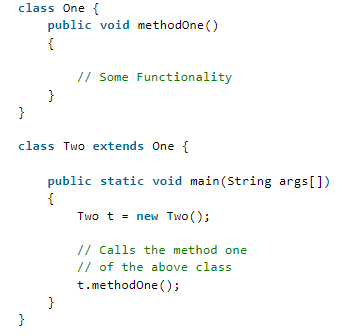 class One {
    public void methodOne()
    {
        // Some Functionality
    }
}
class Two extends One {
    public static void main(String args[])
    {
        Two t = new Two();
        // Calls the method one
        // of the above class
        t.methodOne();
    }
}